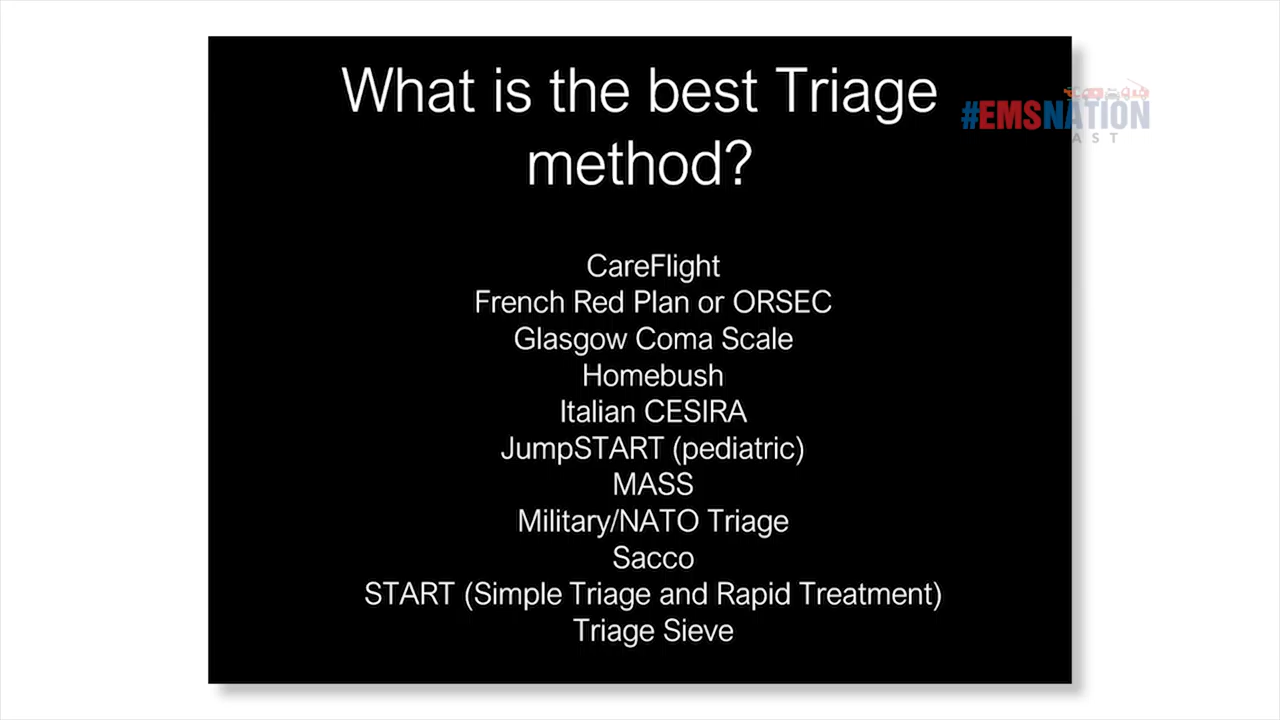 What is the best Triage
method?
#EMSNATION
AST
CareFlight
French Red Plan or ORSEC
Glasgow Coma Scale
Homebush
Italian CESIRA
JumpSTART (pediatric)
MASS
Military/NATO Triage
Sacco
START (Simple Triage and Rapid Treatment)
Triage Sieve